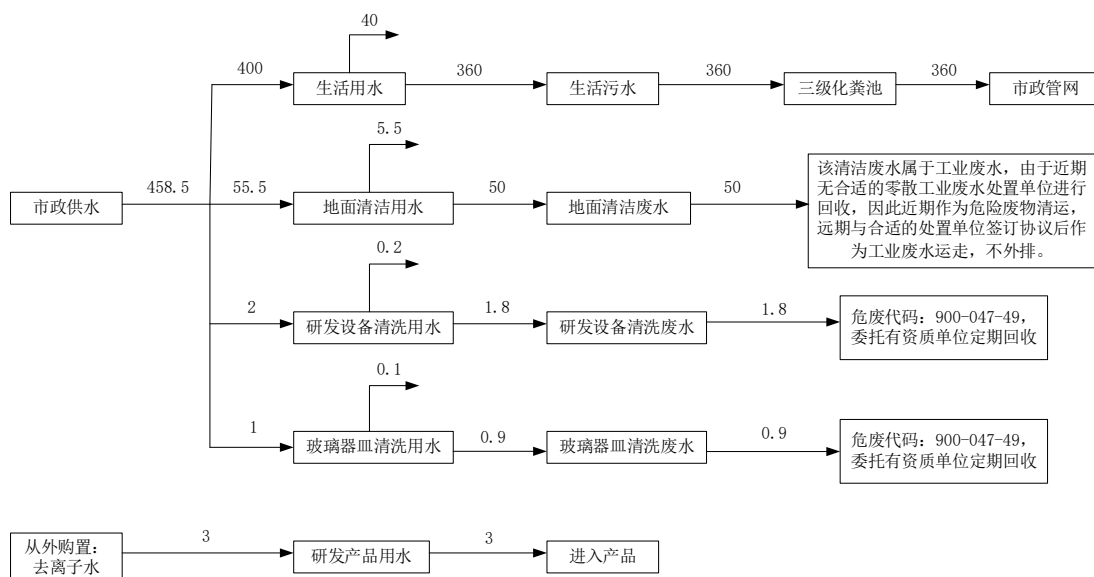 40
400
生活用水
360
生活污水
360
三级化粪池
360
市政管网
5.5
市政供水
458.5
55.5
地面清洁用水
50
地面清洁废水
50
该清洁废水属于工业废水，由于近期
无合适的零散工业废水处置单位进行
回收，因此近期作为危险废物清运，
远期与合适的处置单位签订协议后作
为工业废水运走，不外排。
0.2
2
研发设备清洗用水
1.8
研发设备清洗废水
1.8
危废代码：900-047-49，
委托有资质单位定期回收
0.1
1
玻璃器皿清洗用水
0.9
玻璃器皿清洗废水
0.9
危废代码：900-047-49，
委托有资质单位定期回收
从外购置：
去离子水
3
研发产品用水
3
进入产品